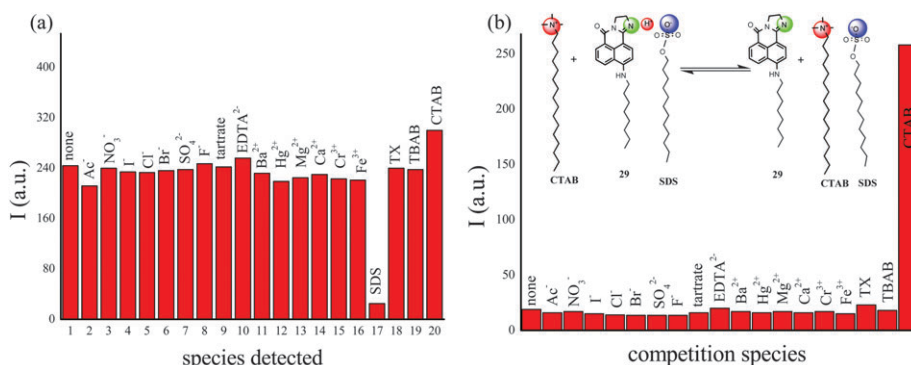 (a)
I (a.u.)
400
320
240
160
80
0
none
Ac⁻
NO₃⁻
I⁻
Cl⁻
Br⁻
SO₄²⁻
F⁻
tartrate
EDTA²⁻
Ba²⁺
Hg²⁺
Mg²⁺
Ca²⁺
Cr³⁺
Fe³⁺
SDS
TX
TBAB
CTAB
1 2 3 4 5 6 7 8 9 10 11 12 13 14 15 16 17 18 19 20
species detected
(b)
I (a.u.)
250
200
150
100
50
0
N⁺
+
O
N
N
H⁺
O⁻
O=S=O
O
HN
CTAB
29
SDS
N
O
N
HN
+
N⁺
O⁻
O=S=O
O
29
CTAB
SDS
none
Ac⁻
NO₃⁻
I⁻
Cl⁻
Br⁻
SO₄²⁻
F⁻
tartrate
EDTA²⁻
Ba²⁺
Hg²⁺
Mg²⁺
Ca²⁺
Cr³⁺
Fe³⁺
TX
TBAB
CTAB
competition species